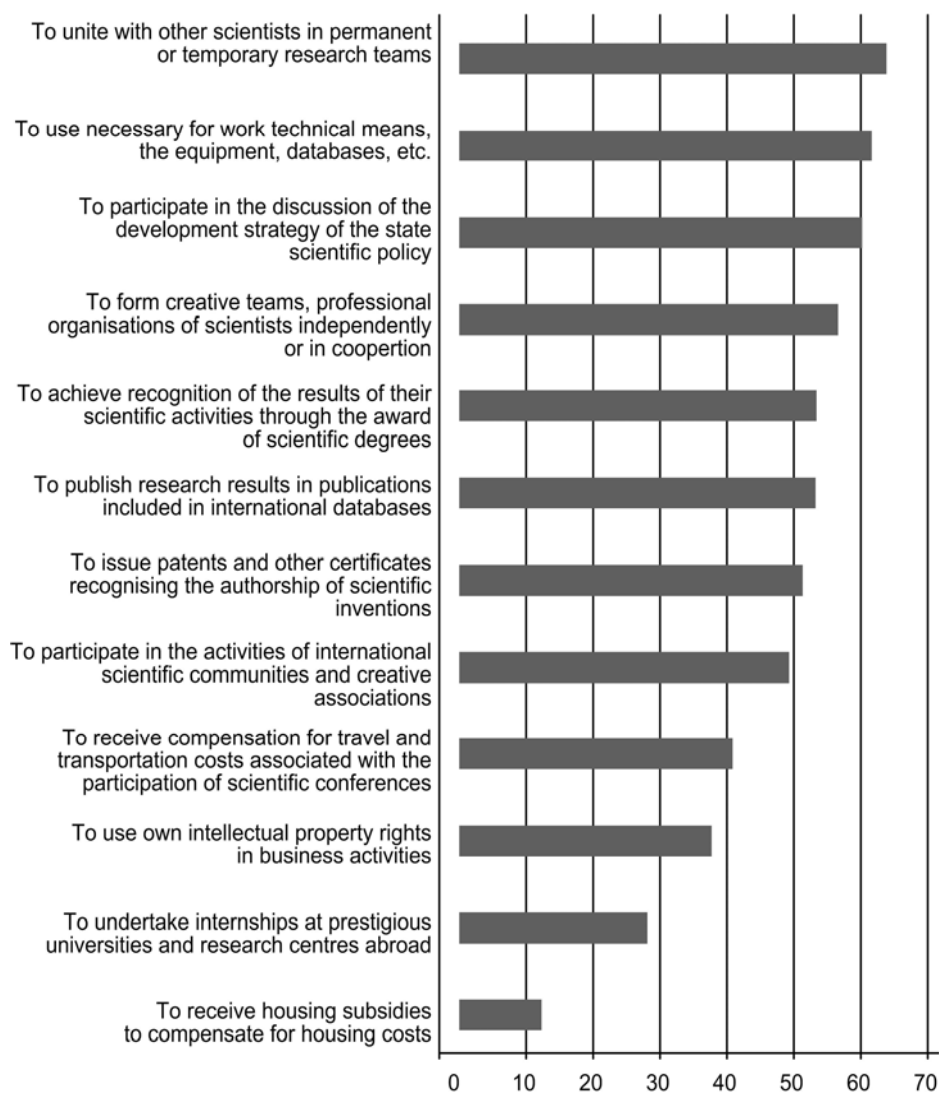 To unite with other scientists in permanent
or temporary research teams
To use necessary for work technical means,
the equipment, databases, etc.
To participate in the discussion of the
development strategy of the state
scientific policy
To form creative teams, professional
organisations of scientists independently
or in coopertion
To achieve recognition of the results of their
scientific activities through the award
of scientific degrees
To publish research results in publications
included in international databases
To issue patents and other certificates
recognising the authorship of scientific
inventions
To participate in the activities of international
scientific communities and creative
associations
To receive compensation for travel and
transportation costs associated with the
participation of scientific conferences
To use own intellectual property rights
in business activities
To undertake internships at prestigious
universities and research centres abroad
To receive housing subsidies
to compensate for housing costs
0 10 20 30 40 50 60 70